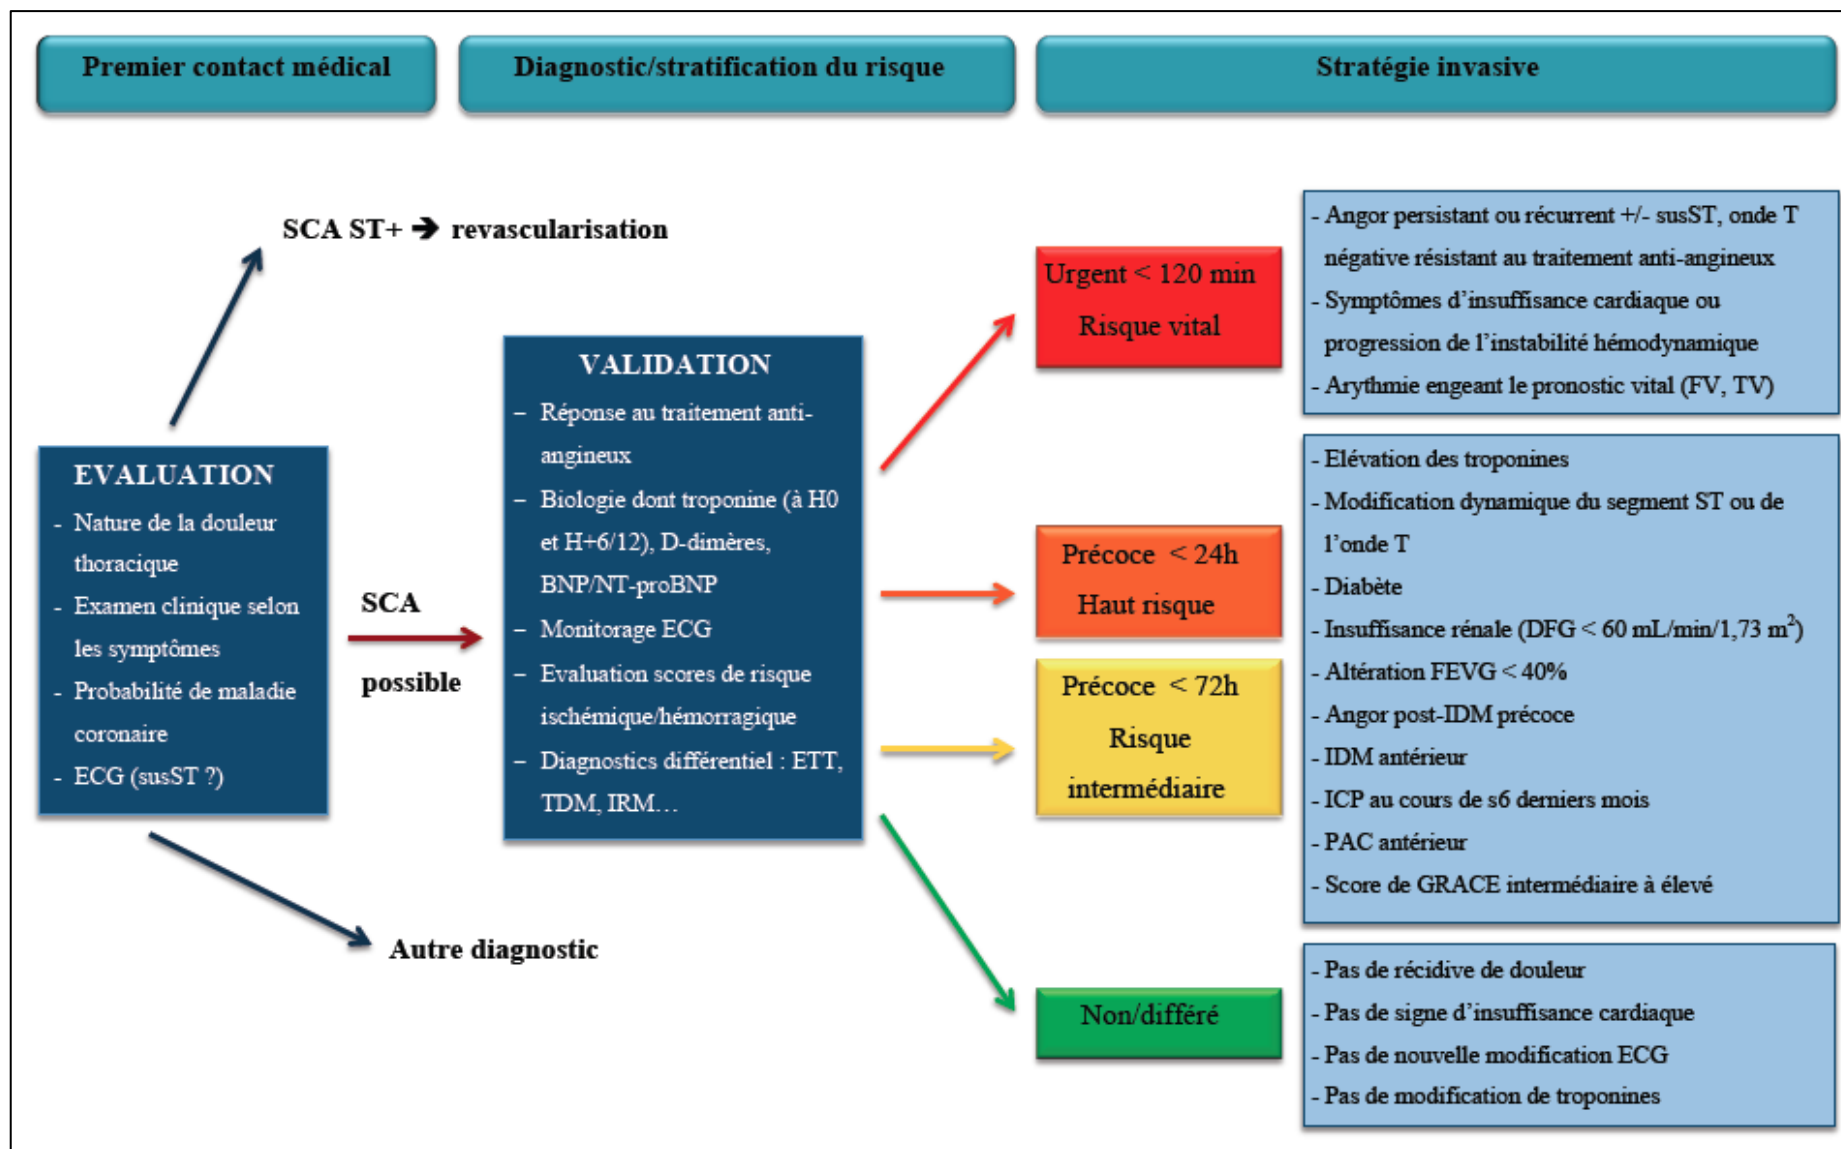 Premier contact médical
Diagnostic/stratification du risque
Stratégie invasive
SCA ST+ ➔ revascularisation
EVALUATION
- Nature de la douleur
thoracique
- Examen clinique selon
les symptômes
- Probabilité de maladie
coronaire
- ECG (susST ?)
SCA
possible
Autre diagnostic
VALIDATION
– Réponse au traitement anti-
angineux
– Biologie dont troponine (à H0
et H+6/12), D-dimères,
BNP/NT-proBNP
– Monitorage ECG
– Evaluation scores de risque
ischémique/hémorragique
– Diagnostics différentiel : ETT,
TDM, IRM…
Urgent < 120 min
Risque vital
- Angor persistant ou récurrent +/- susST, onde T
négative résistant au traitement anti-angineux
- Symptômes d’insuffisance cardiaque ou
progression de l’instabilité hémodynamique
- Arythmie engeant le pronostic vital (FV, TV)
Précoce < 24h
Haut risque
Précoce < 72h
Risque
intermédiaire
- Elévation des troponines
- Modification dynamique du segment ST ou de
l’onde T
- Diabète
- Insuffisance rénale (DFG < 60 mL/min/1,73 m²)
- Altération FEVG < 40%
- Angor post-IDM précoce
- IDM antérieur
- ICP au cours de s6 derniers mois
- PAC antérieur
- Score de GRACE intermédiaire à élevé
Non/différé
- Pas de récidive de douleur
- Pas de signe d’insuffisance cardiaque
- Pas de nouvelle modification ECG
- Pas de modification de troponines